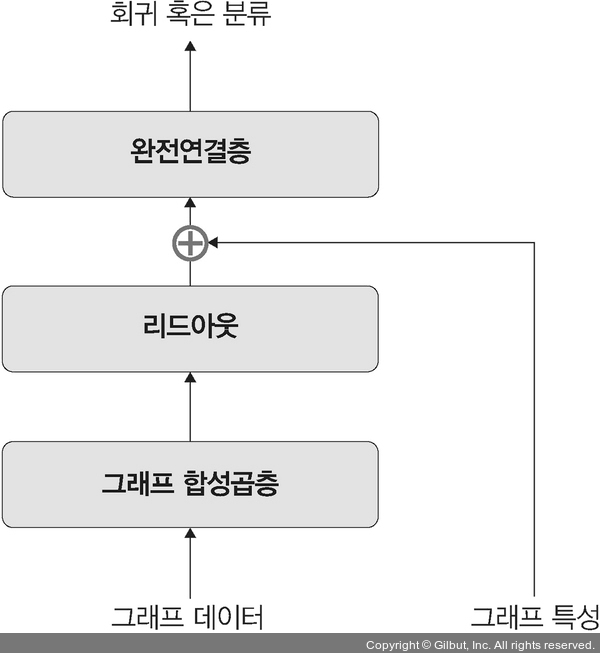 회귀 혹은 분류
완전연결층
리드아웃
그래프 합성곱층
그래프 데이터
그래프 특성
Copyright © Gilbut, Inc. All rights reserved.